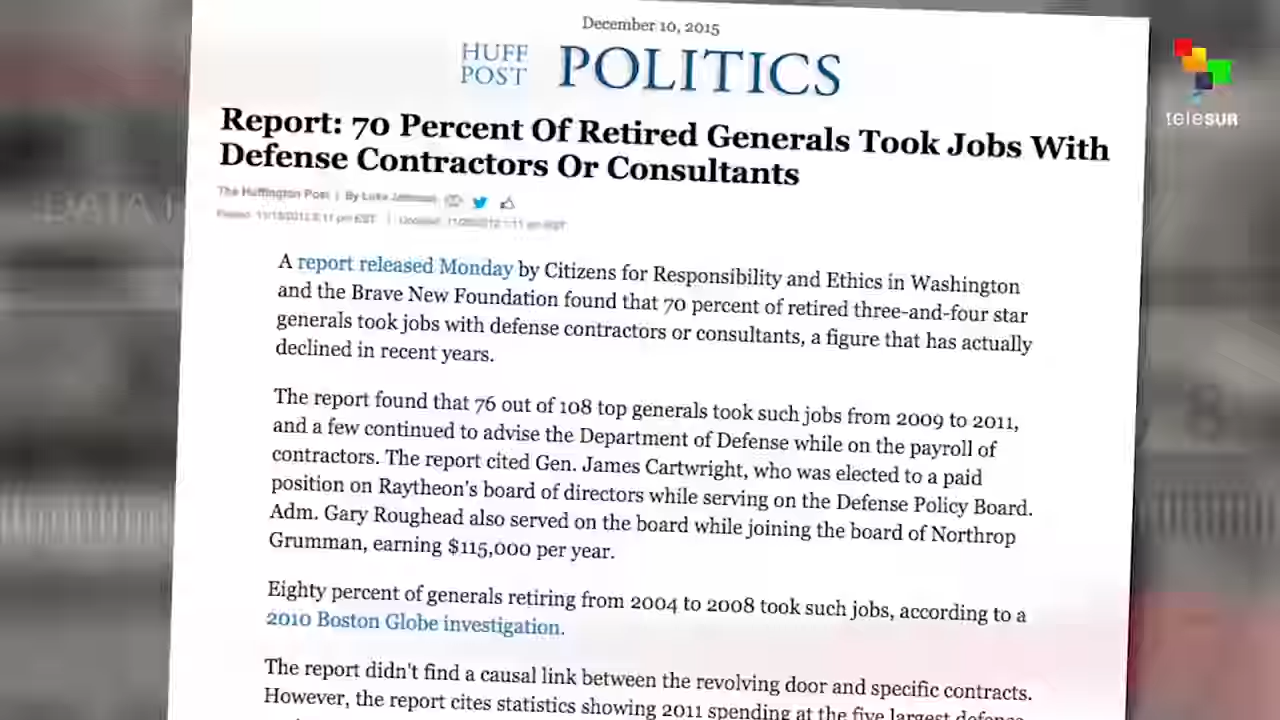 December 10, 2015
HUFF
POST
POLITICS
teleSUR
Report: 70 Percent Of Retired Generals Took Jobs With
Defense Contractors Or Consultants
The Huffington Post | By Luke Johnson
A report released Monday by Citizens for Responsibility and Ethics in Washington
and the Brave New Foundation found that 70 percent of retired three-and-four star
generals took jobs with defense contractors or consultants, a figure that has actually
declined in recent years.
The report found that 76 out of 108 top generals took such jobs from 2009 to 2011,
and a few continued to advise the Department of Defense while on the payroll of
contractors. The report cited Gen. James Cartwright, who was elected to a paid
position on Raytheon's board of directors while serving on the Defense Policy Board.
Adm. Gary Roughead also served on the board while joining the board of Northrop
Grumman, earning $115,000 per year.
Eighty percent of generals retiring from 2004 to 2008 took such jobs, according to a
2010 Boston Globe investigation.
The report didn't find a causal link between the revolving door and specific contracts.
However, the report cites statistics showing 2011 spending at the five largest defense
DATA
8